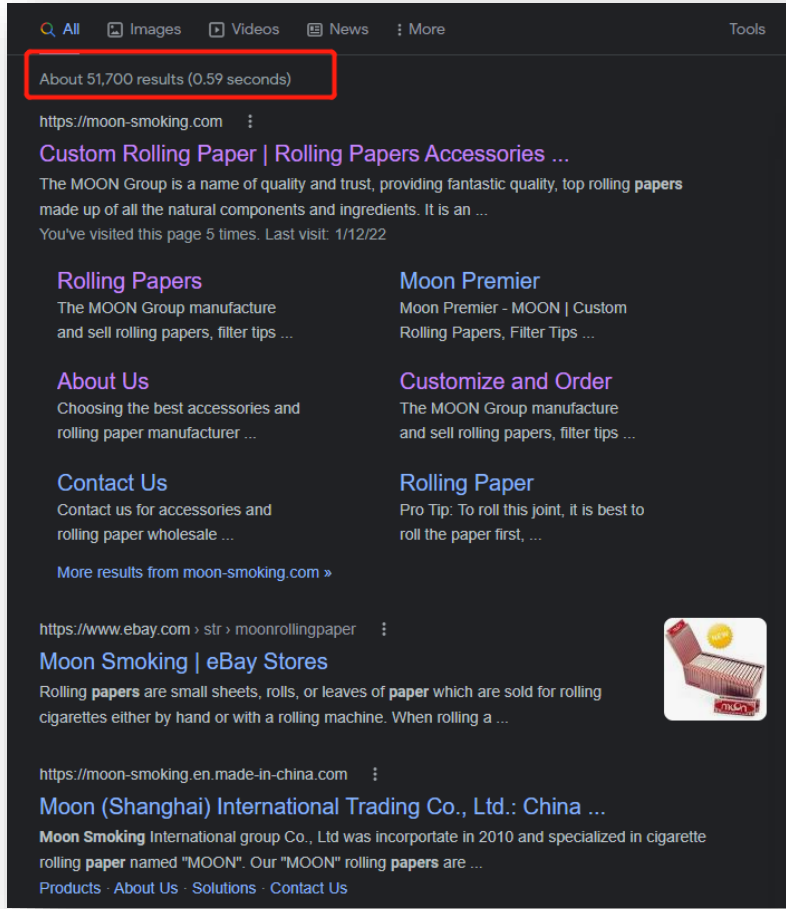 All Images Videos News More Tools
About 51,700 results (0.59 seconds)
https://moon-smoking.com
Custom Rolling Paper | Rolling Papers Accessories ...
The MOON Group is a name of quality and trust, providing fantastic quality, top rolling papers
made up of all the natural components and ingredients. It is an ...
You've visited this page 5 times. Last visit: 1/12/22
Rolling Papers
The MOON Group manufacture
and sell rolling papers, filter tips ...
Moon Premier
Moon Premier - MOON | Custom
Rolling Papers, Filter Tips ...
About Us
Choosing the best accessories and
rolling paper manufacturer ...
Customize and Order
The MOON Group manufacture
and sell rolling papers, filter tips ...
Contact Us
Contact us for accessories and
rolling paper wholesale ...
Rolling Paper
Pro Tip: To roll this joint, it is best to
roll the paper first, ...
More results from moon-smoking.com »
https://www.ebay.com › str › moonrollingpaper
Moon Smoking | eBay Stores
Rolling papers are small sheets, rolls, or leaves of paper which are sold for rolling
cigarettes either by hand or with a rolling machine. When rolling a ...
NEW
moon
https://moon-smoking.en.made-in-china.com
Moon (Shanghai) International Trading Co., Ltd.: China ...
Moon Smoking International group Co., Ltd was incorportate in 2010 and specialized in cigarette
rolling paper named "MOON". Our "MOON" rolling papers are ...
Products · About Us · Solutions · Contact Us